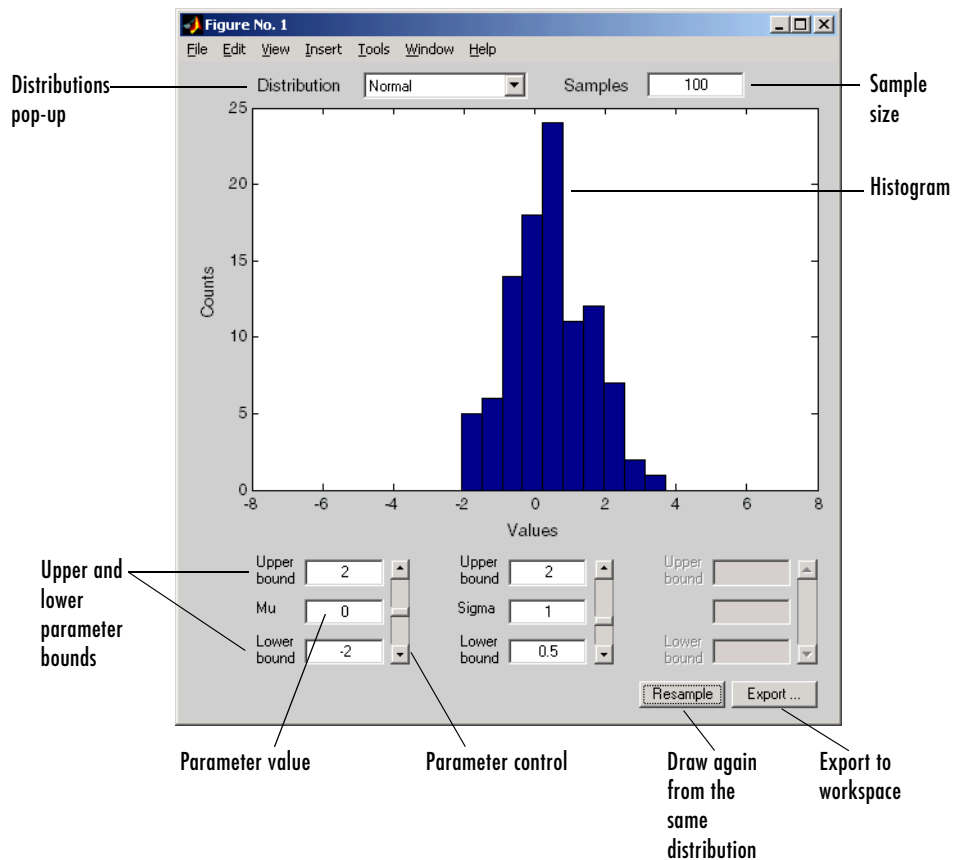 Figure No. 1
File Edit View Insert Tools Window Help
Distributions
pop-up
Distribution Normal Samples 100
Sample
size
25
20
15
10
5
0
Counts
Histogram
-8 -6 -4 -2 0 2 4 6 8
Values
Upper and
lower
parameter
bounds
Upper
bound 2
Mu 0
Lower
bound -2
Upper
bound 2
Sigma 1
Lower
bound 0.5
Upper
bound
Lower
bound
Resample Export ...
Parameter value
Parameter control
Draw again
from the
same
distribution
Export to
workspace